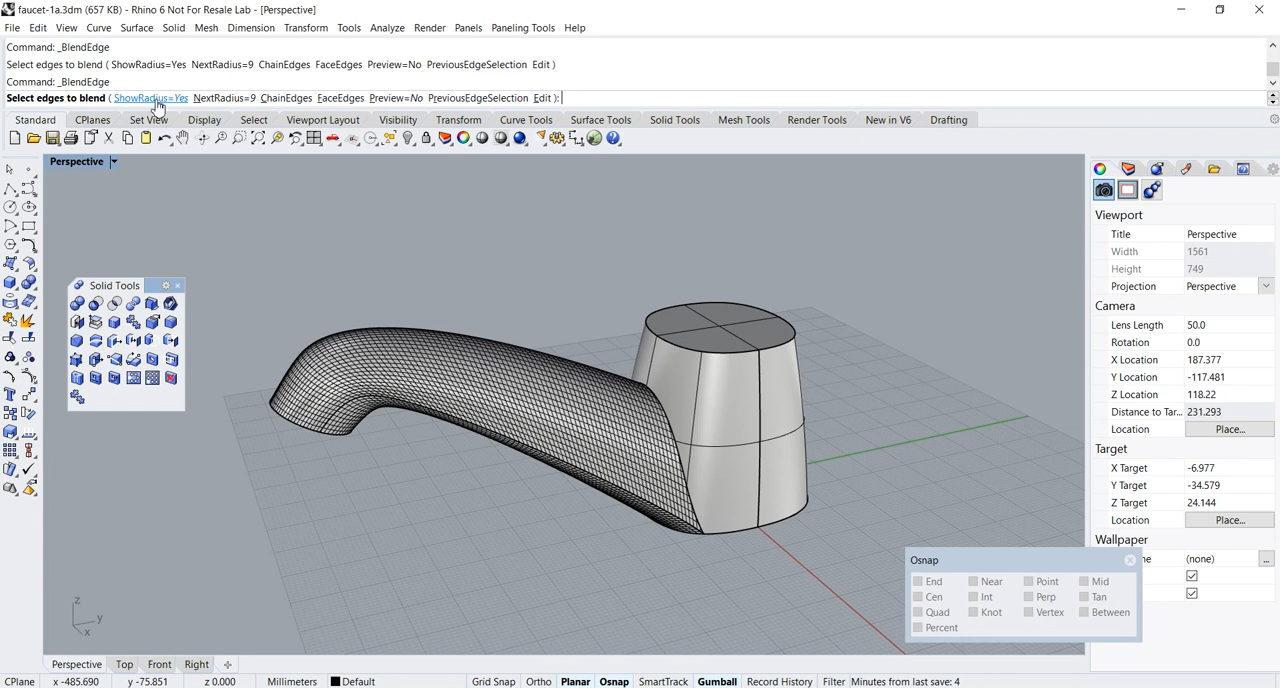 faucet-1a.3dm (657 KB) - Rhino 6 Not For Resale Lab - [Perspective]
File Edit View Curve Surface Solid Mesh Dimension Transform Tools Analyze Render Panels Paneling Tools Help
Command: _BlendEdge
Select edges to blend ( ShowRadius=Yes NextRadius=9 ChainEdges FaceEdges Preview=No PreviousEdgeSelection Edit )
Command: _BlendEdge
Select edges to blend ( ShowRadius=Yes NextRadius=9 ChainEdges FaceEdges Preview=No PreviousEdgeSelection Edit ):
Standard CPlanes Set View Display Select Viewport Layout Visibility Transform Curve Tools Surface Tools Solid Tools Mesh Tools Render Tools New in V6 Drafting
Perspective
Solid Tools
Viewport
Title Perspective
Width 1561
Height 749
Projection Perspective
Camera
Lens Length 50.0
Rotation 0.0
X Location 187.377
Y Location -117.481
Z Location 118.22
Distance to Tar... 231.293
Location Place...
Target
X Target -6.977
Y Target -34.579
Z Target 24.144
Location Place...
Wallpaper
(none) ...
Osnap
End Near Point Mid
Cen Int Perp Tan
Quad Knot Vertex Between
Percent
z
y
x
Perspective Top Front Right
CPlane x -485.690 y -75.851 z 0.000 Millimeters Default Grid Snap Ortho Planar Osnap SmartTrack Gumball Record History Filter Minutes from last save: 4